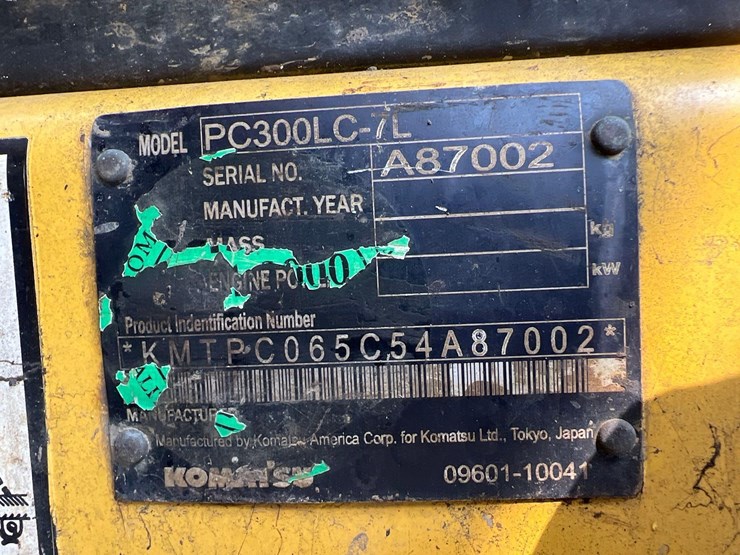 MODEL PC300LC-7L
SERIAL NO. A87002
MANUFACT. YEAR
MASS kg
ENGINE kW
Product Indentification Number
*KMTPC065C54A87002*
Manufactured by Komatsu America Corp. for Komatsu Ltd., Tokyo, Japan
KOMATSU 09601-10041